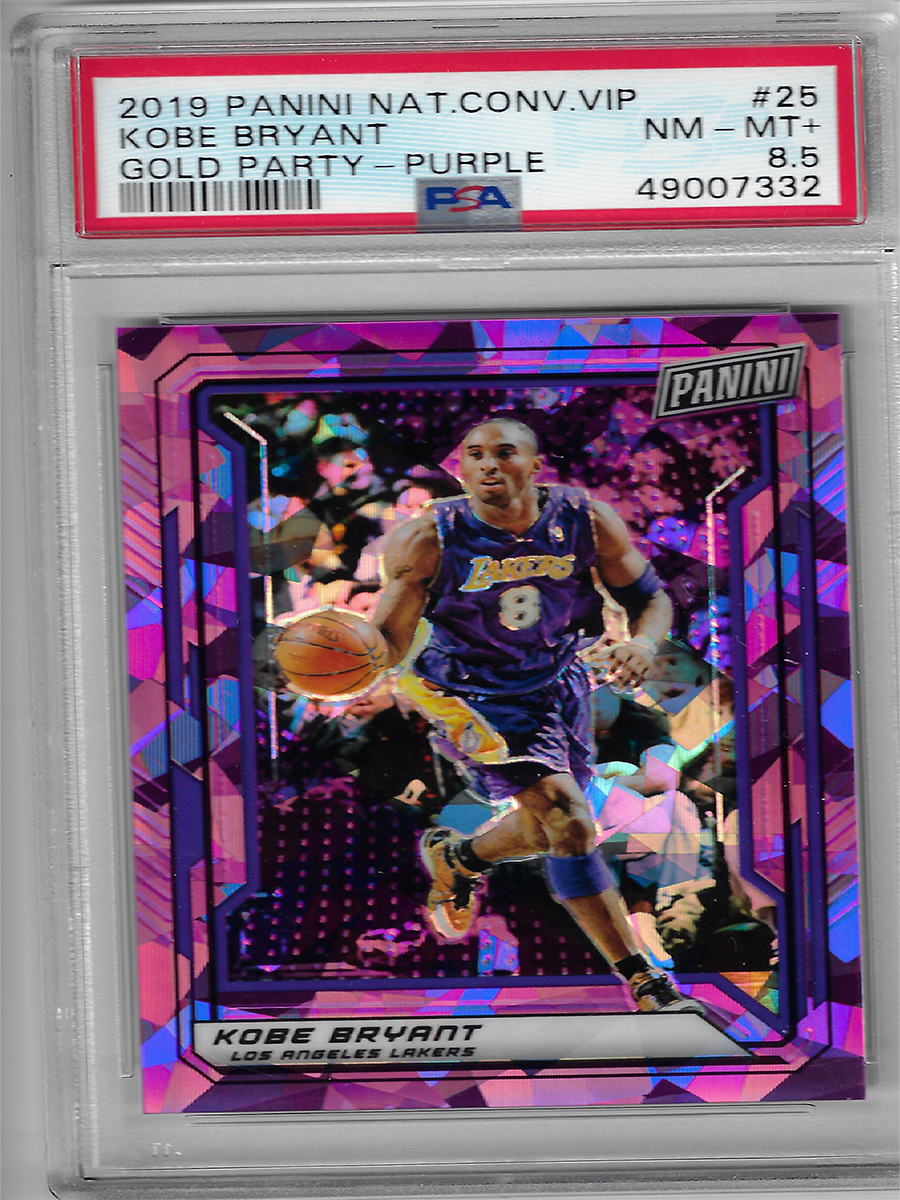 2019 PANINI NAT.CONV.VIP #25
KOBE BRYANT NM - MT+
GOLD PARTY - PURPLE 8.5
PSA 49007332
PANINI
LAKERS
8
KOBE BRYANT
LOS ANGELES LAKERS